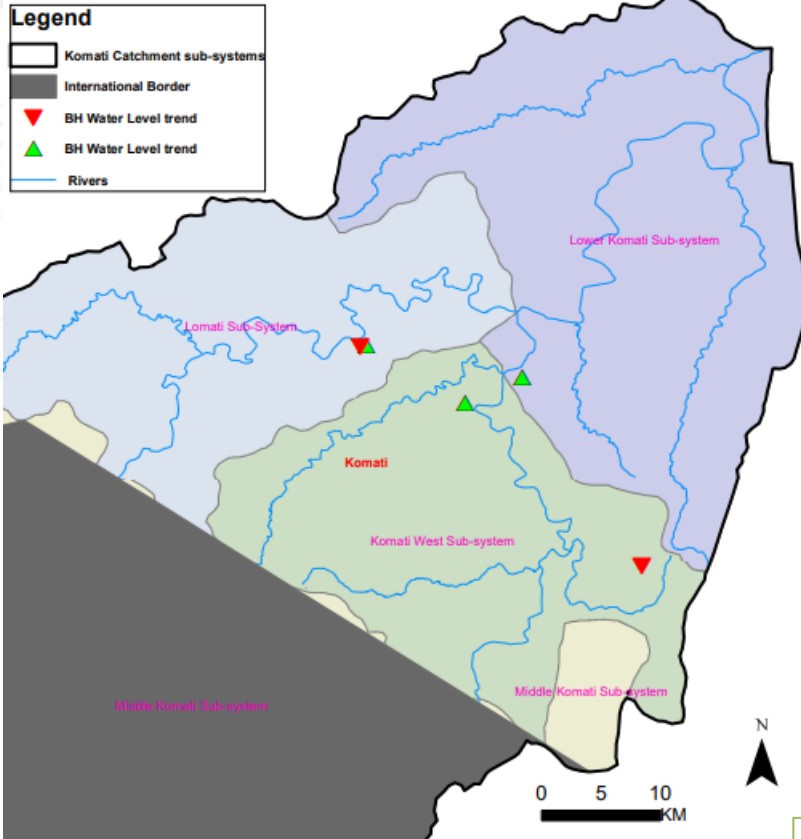 Legend
Komati Catchment sub-systems
International Border
BH Water Level trend
BH Water Level trend
Rivers
Lower Komati Sub-system
Lomati Sub-System
Komati
Komati West Sub-system
Middle Komati Sub-system
Middle Komati Sub-system
N
0 5 10
KM